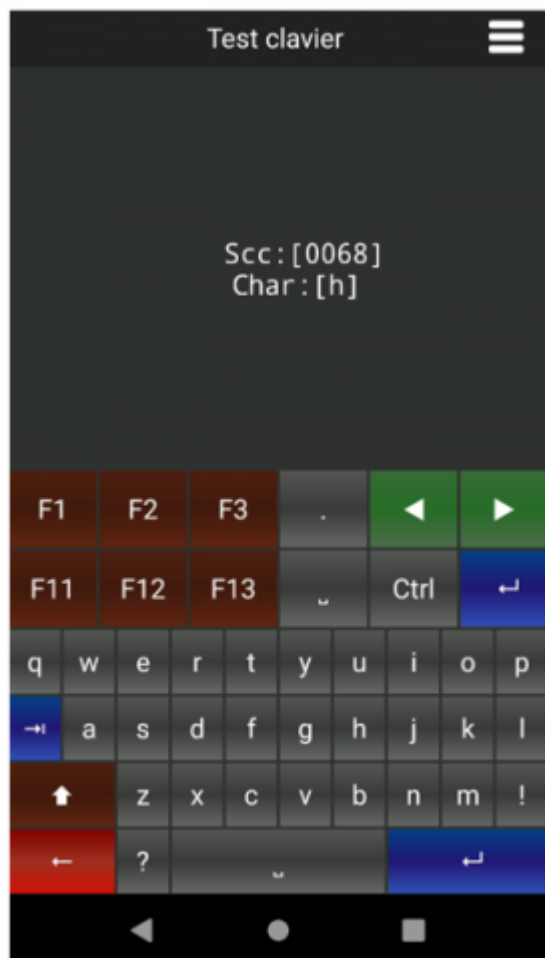 Test clavier
Scc:[0068]
Char:[h]
F1 F2 F3 . ◀ ▶
F11 F12 F13 ␣ Ctrl ↵
q w e r t y u i o p
⇥ a s d f g h j k l
⬆ z x c v b n m !
← ? ␣ ↵